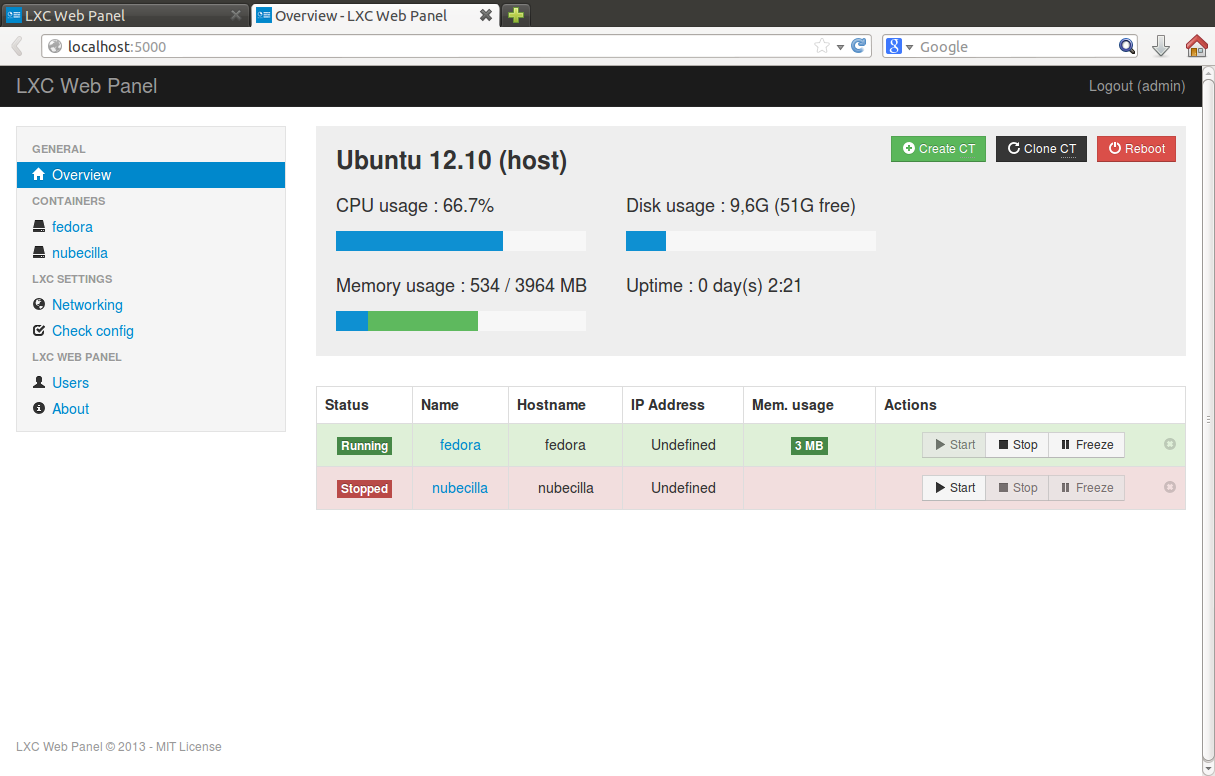 LXC Web Panel
Overview - LXC Web Panel
localhost:5000
Google
LXC Web Panel
Logout (admin)
GENERAL
Overview
CONTAINERS
fedora
nubecilla
LXC SETTINGS
Networking
Check config
LXC WEB PANEL
Users
About
Ubuntu 12.10 (host)
Create CT
Clone CT
Reboot
CPU usage : 66.7%
Disk usage : 9,6G (51G free)
Memory usage : 534 / 3964 MB
Uptime : 0 day(s) 2:21
Status Name Hostname IP Address Mem. usage Actions
Running fedora fedora Undefined 3 MB Start Stop Freeze
Stopped nubecilla nubecilla Undefined Start Stop Freeze
LXC Web Panel © 2013 - MIT License